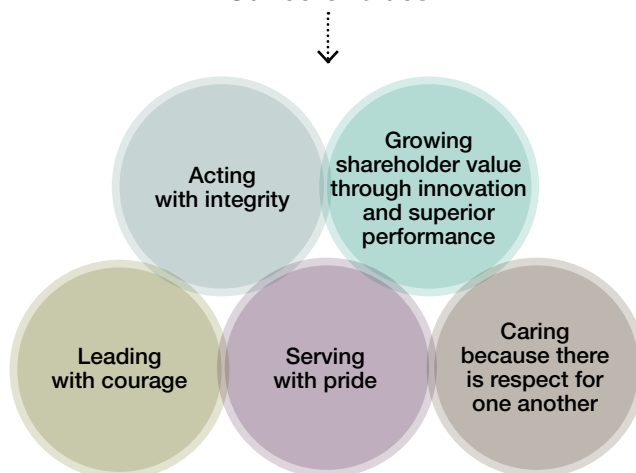 Acting
with integrity
Growing
shareholder value
through innovation
and superior
performance
Leading
with courage
Serving
with pride
Caring
because there
is respect for
one another